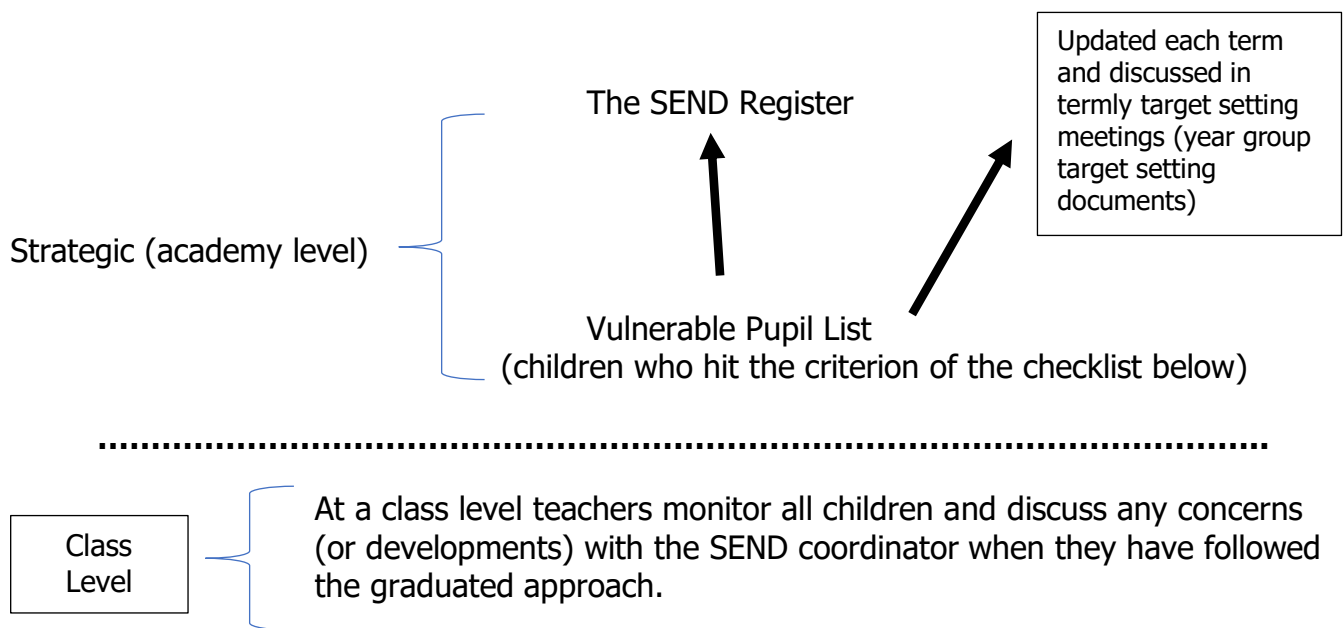 Updated each term
and discussed in
termly target setting
meetings (year group
target setting
documents)
The SEND Register
Strategic (academy level)
Vulnerable Pupil List
(children who hit the criterion of the checklist below)
Class
Level
At a class level teachers monitor all children and discuss any concerns
(or developments) with the SEND coordinator when they have followed
the graduated approach.